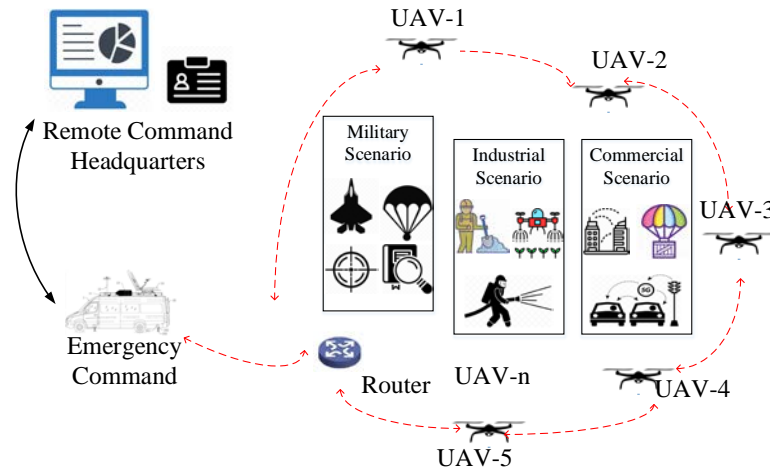 UAV-1
UAV-2
Remote Command
Headquarters
Military
Scenario
Industrial
Scenario
Commercial
Scenario
5G
UAV-3
Emergency
Command
Router
UAV-n
UAV-4
UAV-5